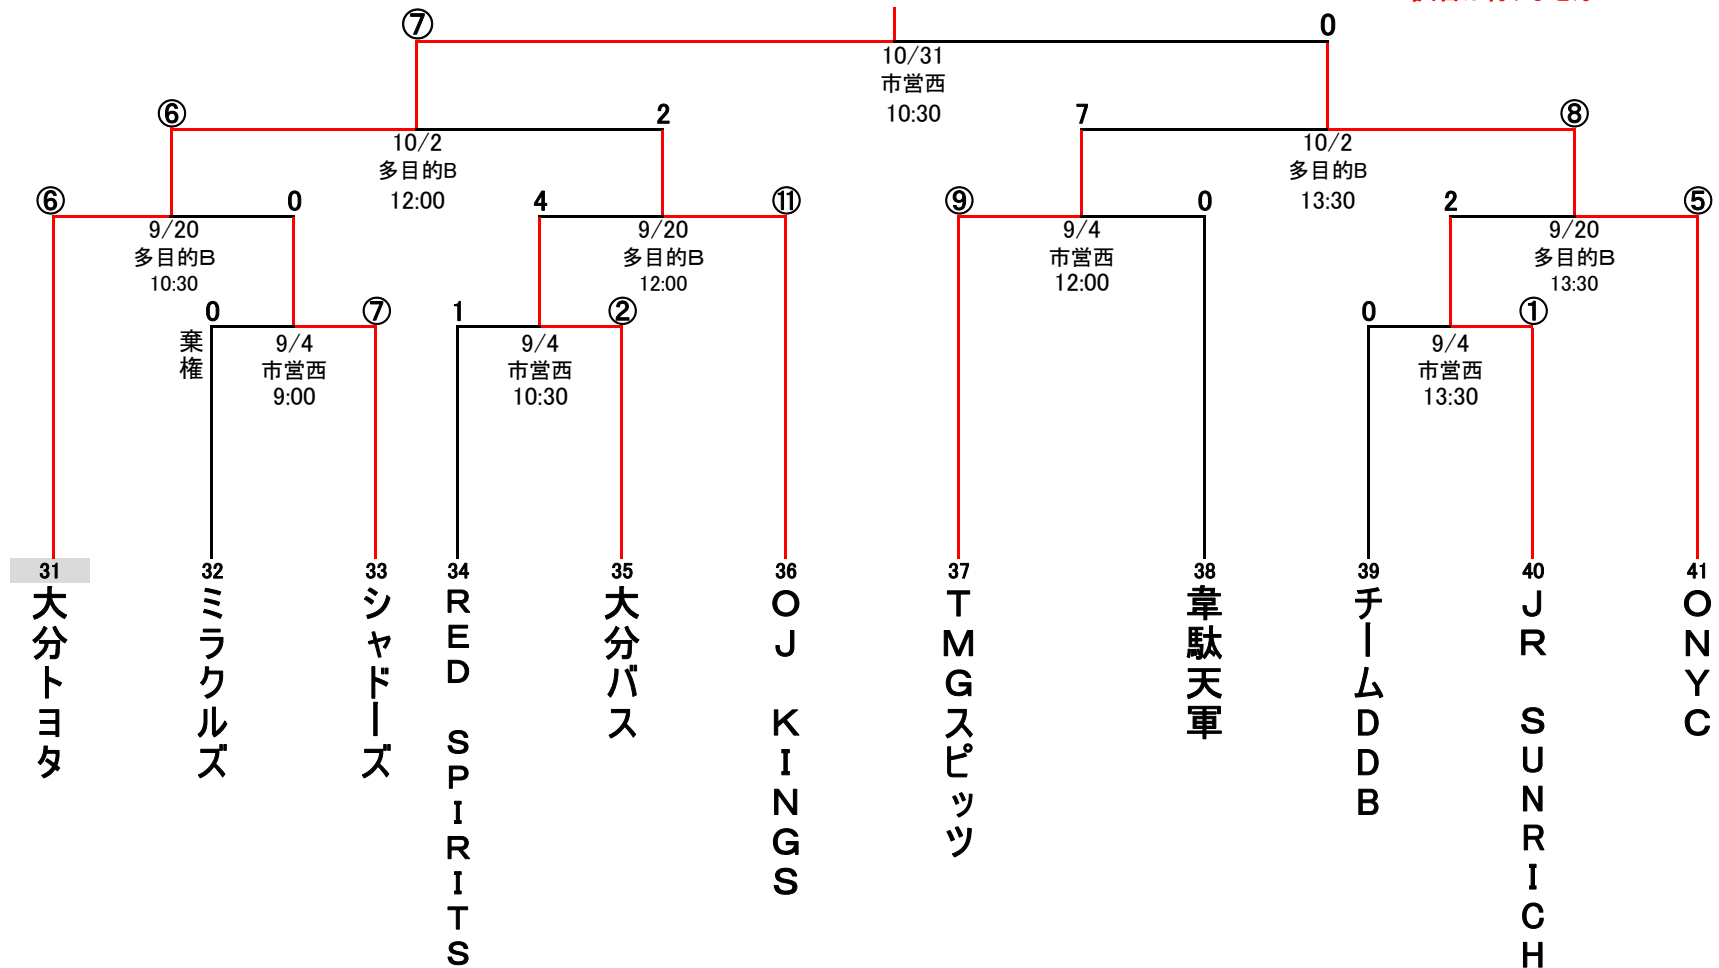 ⑦ 0
10/31
市営西
10:30
⑥ 2 7 ⑧
10/2 10/2
多目的B 多目的B
12:00 13:30
⑥ 0 4 ⑪ ⑨ 0 2 ⑤
9/20 9/20 9/4 9/20
多目的B 多目的B 市営西 多目的B
10:30 12:00 12:00 13:30
0 ⑦ 1 ② 0 ①
棄権
9/4 9/4 9/4
市営西 市営西 市営西
9:00 10:30 13:30
31 32 33 34 35 36 37 38 39 40 41
大分トヨタ
ミラクルズ
シャドーズ
RED SPIRITS
大分バス
OJ KINGS
TMGスピッツ
韋駄天軍
チームDDB
JR SUNRICH
ONYC